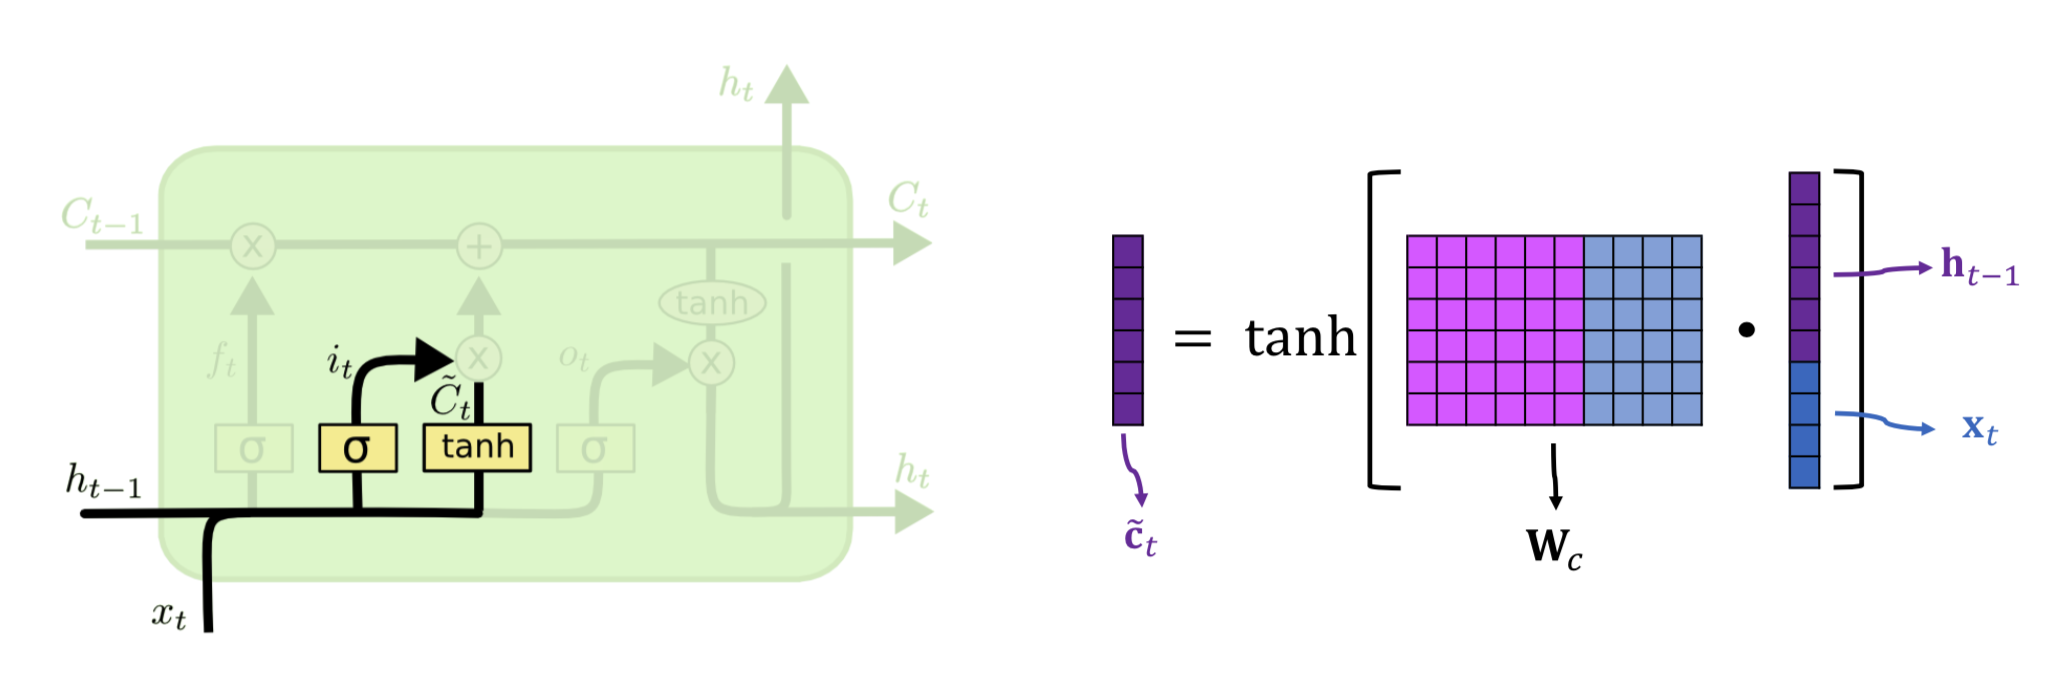 h_t
C_{t-1}
C_t
x
+
tanh
f_t
i_t
x
o_t
x
C̃_t
σ
σ
tanh
σ
h_{t-1}
h_t
x_t
= tanh [ • ]
h_{t-1}
x_t
c̃_t
W_c